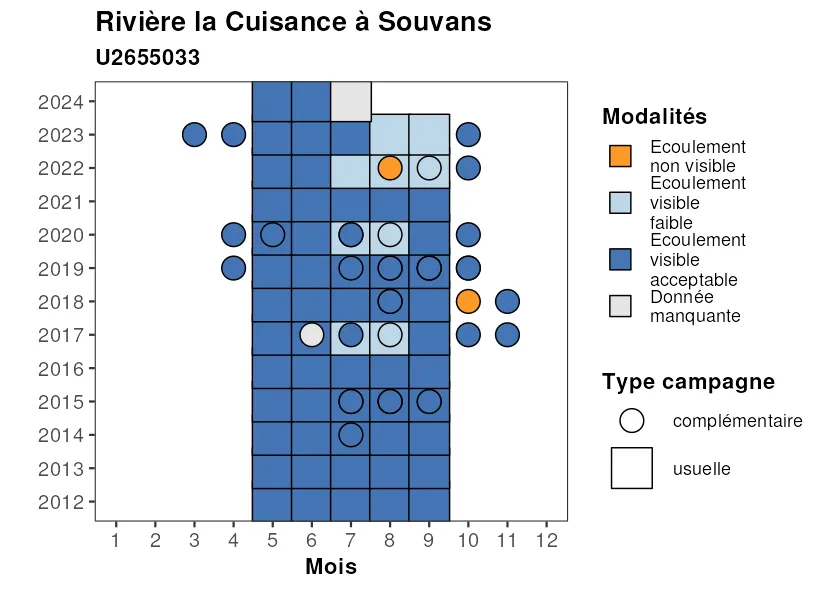 Rivière la Cuisance à Souvans
U2655033
2024
2023
2022
2021
2020
2019
2018
2017
2016
2015
2014
2013
2012
1 2 3 4 5 6 7 8 9 10 11 12
Mois
Modalités
Ecoulement
non visible
Ecoulement
visible
faible
Ecoulement
visible
acceptable
Donnée
manquante
Type campagne
complémentaire
usuelle